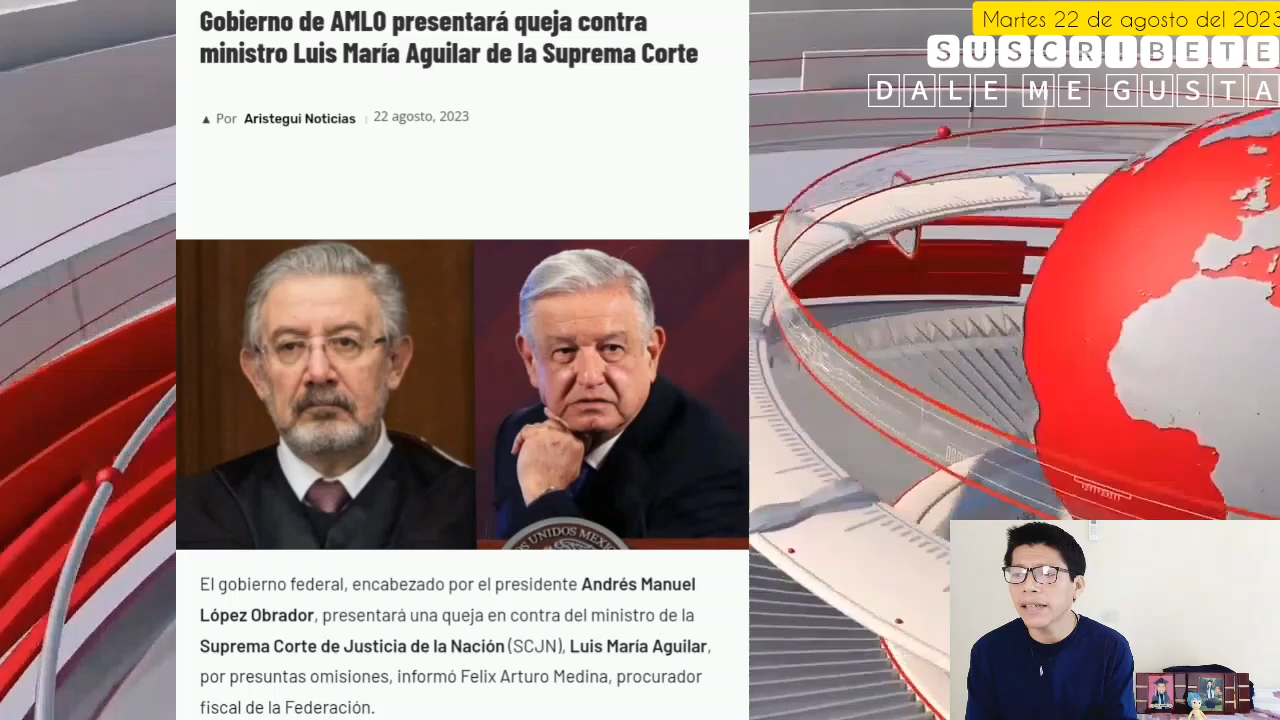 Gobierno de AMLO presentará queja contra
ministro Luis María Aguilar de la Suprema Corte
▲ Por Aristegui Noticias | 22 agosto, 2023
Martes 22 de agosto del 2023
SUSCRIBETE
DALE ME GUSTA
UNIDOS MEXI
El gobierno federal, encabezado por el presidente Andrés Manuel
López Obrador, presentará una queja en contra del ministro de la
Suprema Corte de Justicia de la Nación (SCJN), Luis María Aguilar,
por presuntas omisiones, informó Felix Arturo Medina, procurador
fiscal de la Federación.